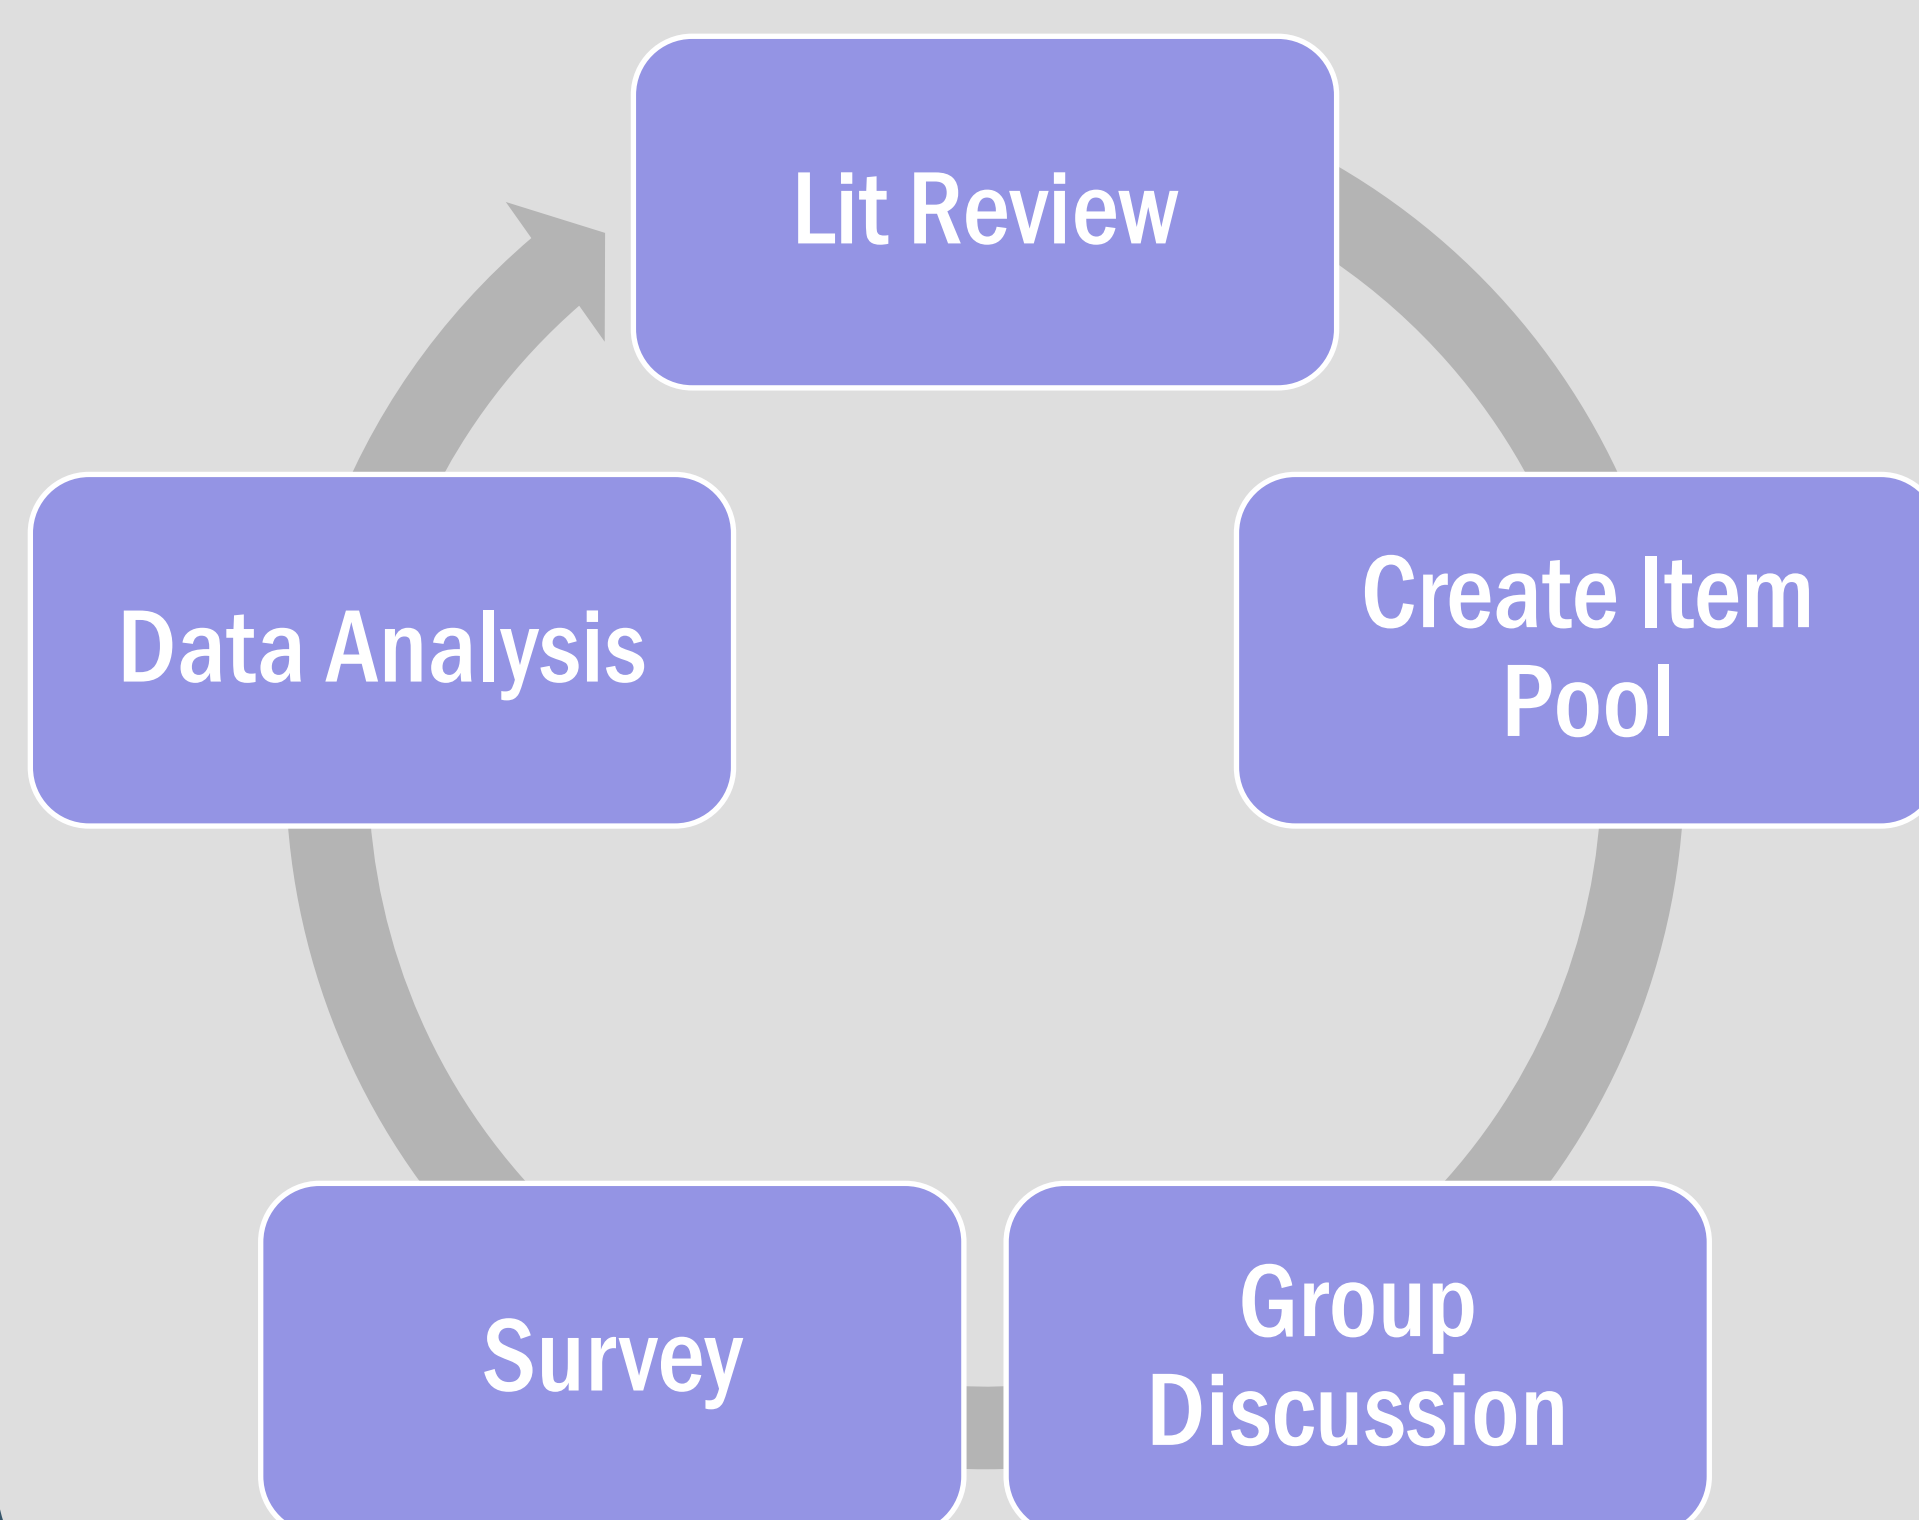 Lit Review
Create Item
Pool
Group
Discussion
Survey
Data Analysis